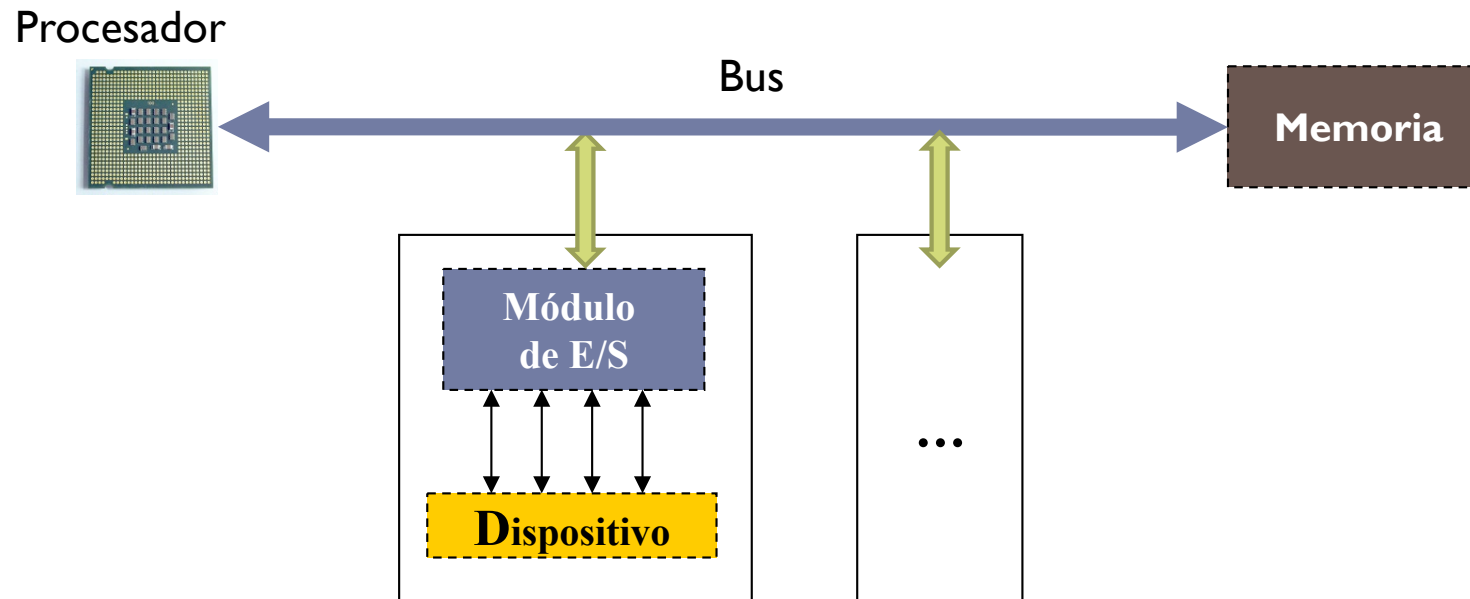 Procesador
Bus
Memoria
Módulo
de E/S
...
Dispositivo